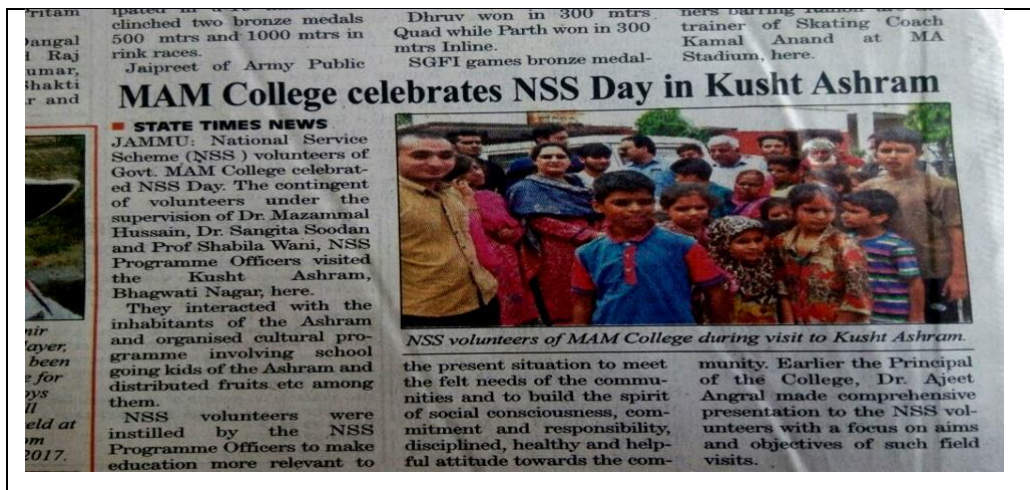 Pritam
Dangal
Raj
umar,
Shakti
r and
clinched two bronze medals
500 mtrs and 1000 mtrs in
rink races.
Jaipreet of Army Public
Dhruv won in 300 mtrs
Quad while Parth won in 300
mtrs Inline.
SGFI games bronze medal-
trainer of Skating Coach
Kamal Anand at MA
Stadium, here.
MAM College celebrates NSS Day in Kusht Ashram
STATE TIMES NEWS
JAMMU: National Service
Scheme (NSS ) volunteers of
Govt. MAM College celebrat-
ed NSS Day. The contingent
of volunteers under the
supervision of Dr. Mazammal
Hussain, Dr. Sangita Soodan
and Prof Shabila Wani, NSS
Programme Officers visited
the Kusht Ashram,
Bhagwati Nagar, here.
They interacted with the
inhabitants of the Ashram
and organised cultural pro-
gramme involving school
going kids of the Ashram and
distributed fruits etc among
them.
NSS volunteers were
instilled by the NSS
Programme Officers to make
education more relevant to
NSS volunteers of MAM College during visit to Kusht Ashram.
the present situation to meet
the felt needs of the commu-
nities and to build the spirit
of social consciousness, com-
mitment and responsibility,
disciplined, healthy and help-
ful attitude towards the com-
munity. Earlier the Principal
of the College, Dr. Ajeet
Angral made comprehensive
presentation to the NSS vol-
unteers with a focus on aims
and objectives of such field
visits.
mir
layer,
been
e for
oys
ll
eld at
om
2017.